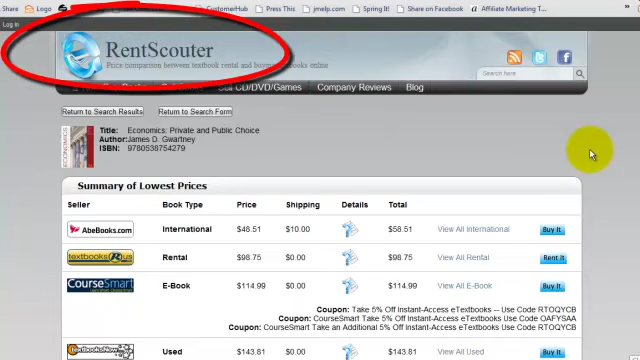 Share Logo CustomerHub Press This jmelp.com Spring It! Share on Facebook a Affiliate Marketing T...
Log in
RentScouter
Price comparison between textbook rental and buying books online
Search here
Sell CD/DVD/Games Company Reviews Blog
Return to Search Results Return to Search Form
ECONOMICS
Title: Economics: Private and Public Choice
Author: James D. Gwartney
ISBN: 9780538754279
Summary of Lowest Prices
Seller Book Type Price Shipping Details Total
AbeBooks.com International $48.51 $10.00 $58.51 View All International Buy It
textbooks R us Rental $98.75 $0.00 $98.75 View All Rental Rent It
CourseSmart E-Book $114.99 $0.00 $114.99 View All E-Book Buy It
Coupon: Take 5% Off Instant-Access eTextbooks -- Use Code RTOQYCB
Coupon: CourseSmart Take 5% Off Instant-Access eTextbooks Use Code OAFYSAA
Coupon: CourseSmart Take an Additional 5% Off Instant-Access eTextbooks Use Code RTOQYCB
TextbooksNow Used $143.81 $0.00 $143.81 View All Used Buy It